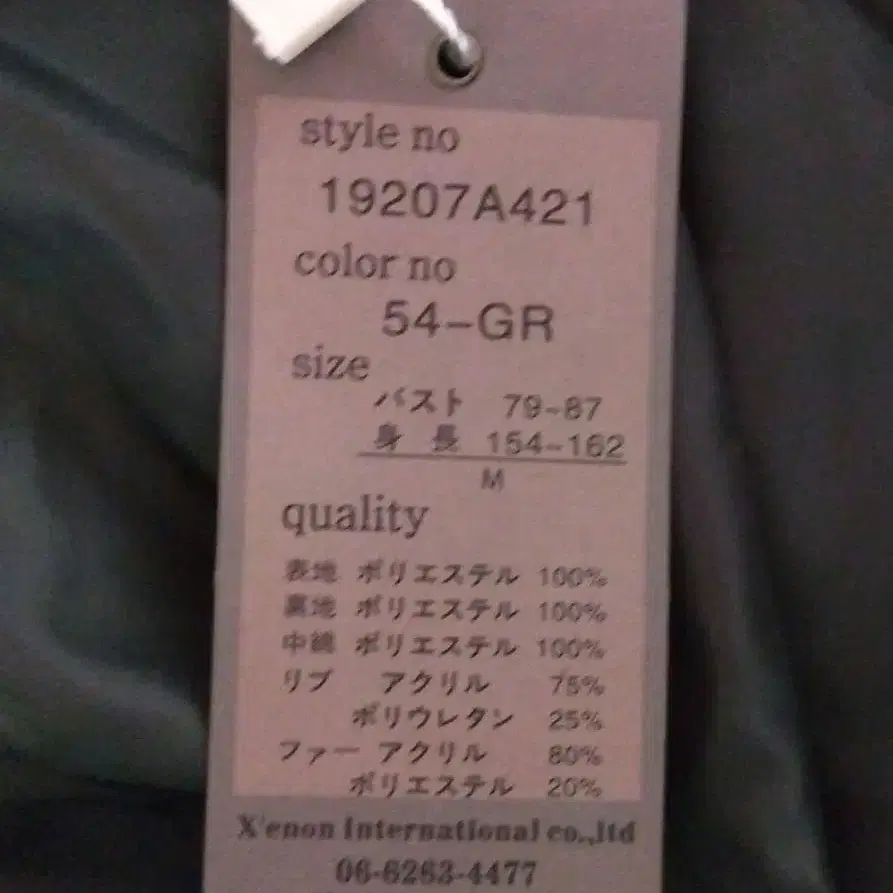 style no
19207A421
color no
54-GR
size
バスト 79-87
身長 154-162
M
quality
表地 ポリエステル 100%
裏地 ポリエステル 100%
中綿 ポリエステル 100%
リブ アクリル 75%
ポリウレタン 25%
ファー アクリル 80%
ポリエステル 20%
X'enon International co.,ltd
06-6263-4477